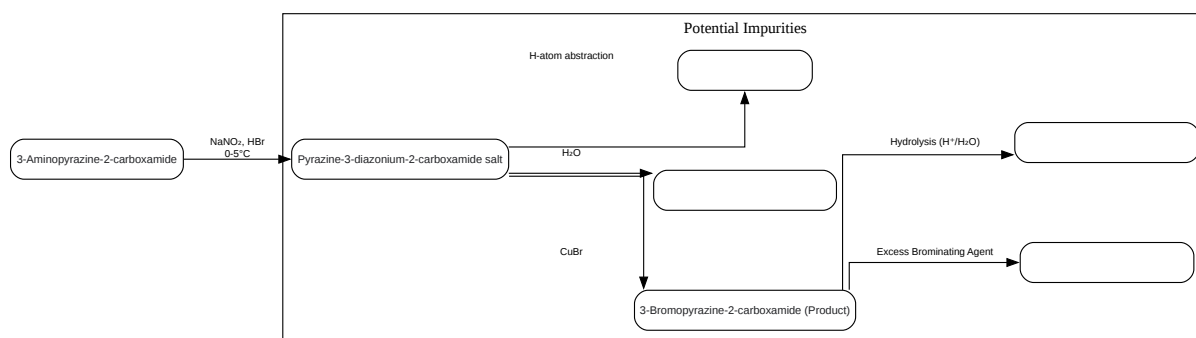 Potential Impurities
H-atom abstraction
NaNO₂, HBr
0-5°C
3-Aminopyrazine-2-carboxamide
Pyrazine-3-diazonium-2-carboxamide salt
H₂O
Hydrolysis (H⁺/H₂O)
CuBr
Excess Brominating Agent
3-Bromopyrazine-2-carboxamide (Product)